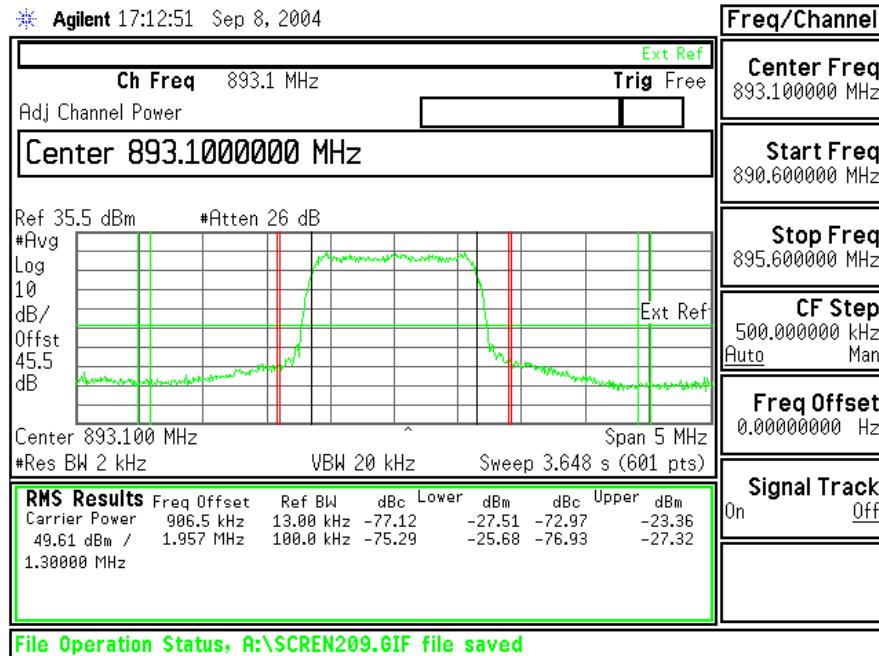 Agilent 17:12:51 Sep 8, 2004
Freq/Channel
Ext Ref
Ch Freq 893.1 MHz Trig Free
Adj Channel Power
Center 893.1000000 MHz
Ref 35.5 dBm #Atten 26 dB
#Avg
Log
10
dB/
Offst
45.5
dB
Ext Ref
Center 893.100 MHz ^ Span 5 MHz
#Res BW 2 kHz VBW 20 kHz Sweep 3.648 s (601 pts)
RMS Results Freq Offset Ref BW dBc Lower dBm dBc Upper dBm
Carrier Power 906.5 kHz 13.00 kHz -77.12 -27.51 -72.97 -23.36
49.61 dBm / 1.957 MHz 100.0 kHz -75.29 -25.68 -76.93 -27.32
1.30000 MHz
Center Freq
893.100000 MHz
Start Freq
890.600000 MHz
Stop Freq
895.600000 MHz
CF Step
500.000000 kHz
Auto Man
Freq Offset
0.00000000 Hz
Signal Track
On Off
File Operation Status, A:\SCREN209.GIF file saved